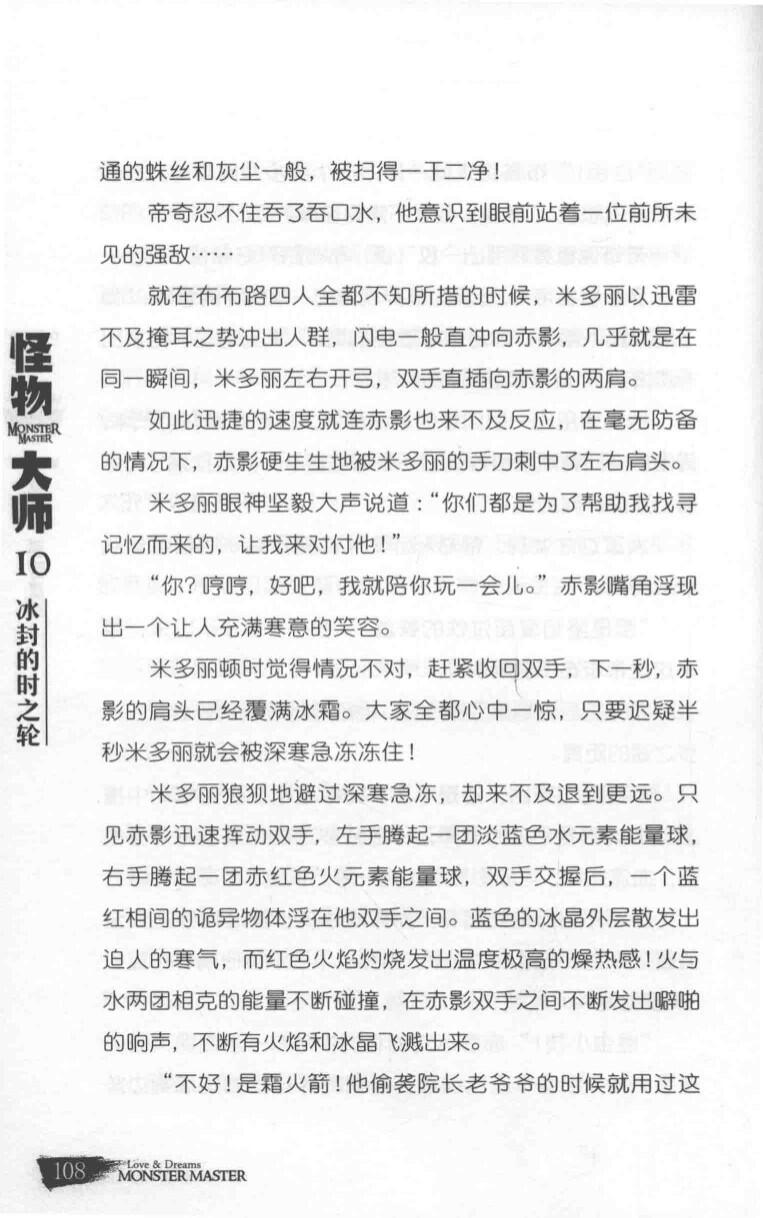 通的蛛丝和灰尘一般，被扫得一干二净！
帝奇忍不住吞了吞口水，他意识到眼前站着一位前所未
见的强敌……
就在布布路四人全都不知所措的时候，米多丽以迅雷
不及掩耳之势冲出人群，闪电一般直冲向赤影，几乎就是在
同一瞬间，米多丽左右开弓，双手直插向赤影的两肩。
如此迅捷的速度就连赤影也来不及反应，在毫无防备
的情况下，赤影硬生生地被米多丽的手刀刺中了左右肩头。
米多丽眼神坚毅大声说道：“你们都是为了帮助我找寻
记忆而来的，让我来对付他！”
“你？哼哼，好吧，我就陪你玩一会儿。”赤影嘴角浮现
出一个让人充满寒意的笑容。
米多丽顿时觉得情况不对，赶紧收回双手，下一秒，赤
影的肩头已经覆满冰霜。大家全都心中一惊，只要迟疑半
秒米多丽就会被深寒急冻冻住！
米多丽狼狈地避过深寒急冻，却来不及退到更远。只
见赤影迅速挥动双手，左手腾起一团淡蓝色水元素能量球，
右手腾起一团赤红色火元素能量球，双手交握后，一个蓝
红相间的诡异物体浮在他双手之间。蓝色的冰晶外层散发出
迫人的寒气，而红色火焰灼烧发出温度极高的燥热感！火与
水两团相克的能量不断碰撞，在赤影双手之间不断发出噼啪
的响声，不断有火焰和冰晶飞溅出来。
“不好！是霜火箭！他偷袭院长老爷爷的时候就用过这
怪物
MONSTER
MASTER
大师
10
冰封的时之轮
108
Love & Dreams
MONSTER MASTER